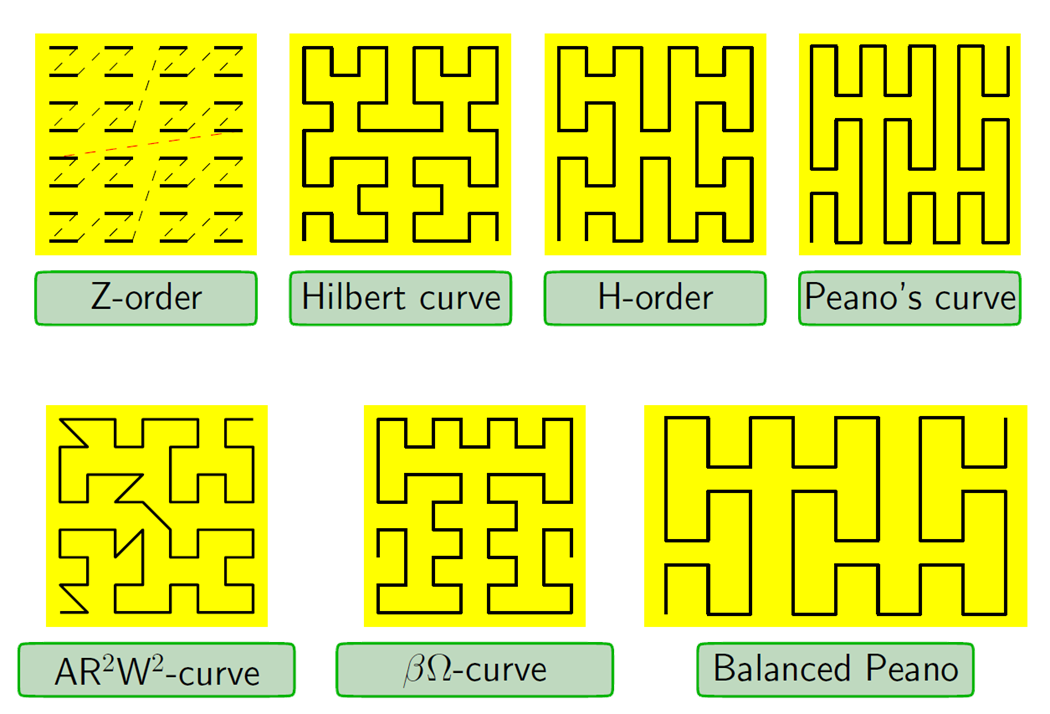 Z-order
Hilbert curve
H-order
Peano's curve
AR²W²-curve
βΩ-curve
Balanced Peano